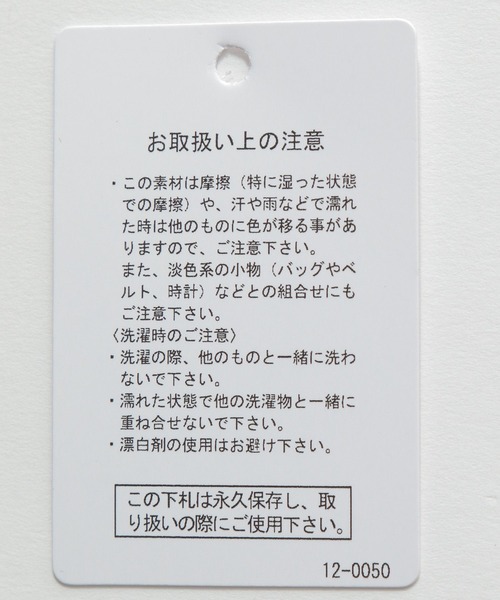 お取扱い上の注意
・この素材は摩擦（特に湿った状態
での摩擦）や、汗や雨などで濡れ
た時は他のものに色が移る事があ
りますので、ご注意下さい。
また、淡色系の小物（バッグやベ
ルト、時計）などとの組合せにも
ご注意下さい。
〈洗濯時のご注意〉
・洗濯の際、他のものと一緒に洗わ
ないで下さい。
・濡れた状態で他の洗濯物と一緒に
重ね合せないで下さい。
・漂白剤の使用はお避け下さい。
この下札は永久保存し、取
り扱いの際にご使用下さい。
12-0050